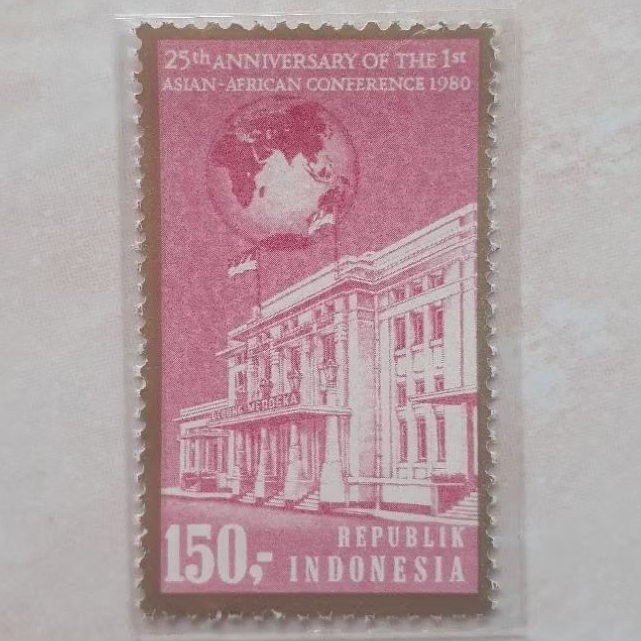 25th ANNIVERSARY OF THE 1st
ASIAN-AFRICAN CONFERENCE 1980
GEDUNG MERDEKA
150,-
REPUBLIK
INDONESIA